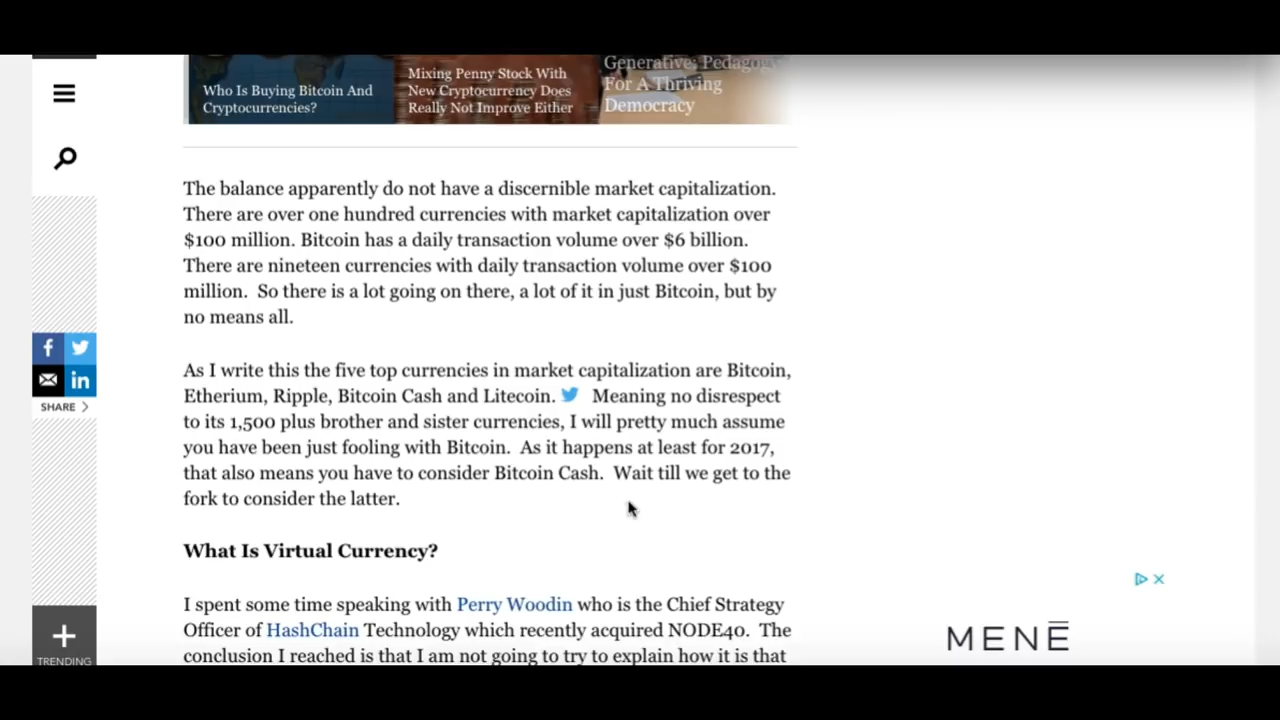 Who Is Buying Bitcoin And
Cryptocurrencies?
Mixing Penny Stock With
New Cryptocurrency Does
Really Not Improve Either
Generative: Pedagogy
For A Thriving
Democracy
The balance apparently do not have a discernible market capitalization.
There are over one hundred currencies with market capitalization over
$100 million. Bitcoin has a daily transaction volume over $6 billion.
There are nineteen currencies with daily transaction volume over $100
million.  So there is a lot going on there, a lot of it in just Bitcoin, but by
no means all.
As I write this the five top currencies in market capitalization are Bitcoin,
Etherium, Ripple, Bitcoin Cash and Litecoin.  Meaning no disrespect
to its 1,500 plus brother and sister currencies, I will pretty much assume
you have been just fooling with Bitcoin.  As it happens at least for 2017,
that also means you have to consider Bitcoin Cash.  Wait till we get to the
fork to consider the latter.
What Is Virtual Currency?
I spent some time speaking with Perry Woodin who is the Chief Strategy
Officer of HashChain Technology which recently acquired NODE40.  The
conclusion I reached is that I am not going to try to explain how it is that
SHARE
TRENDING
MENĒ